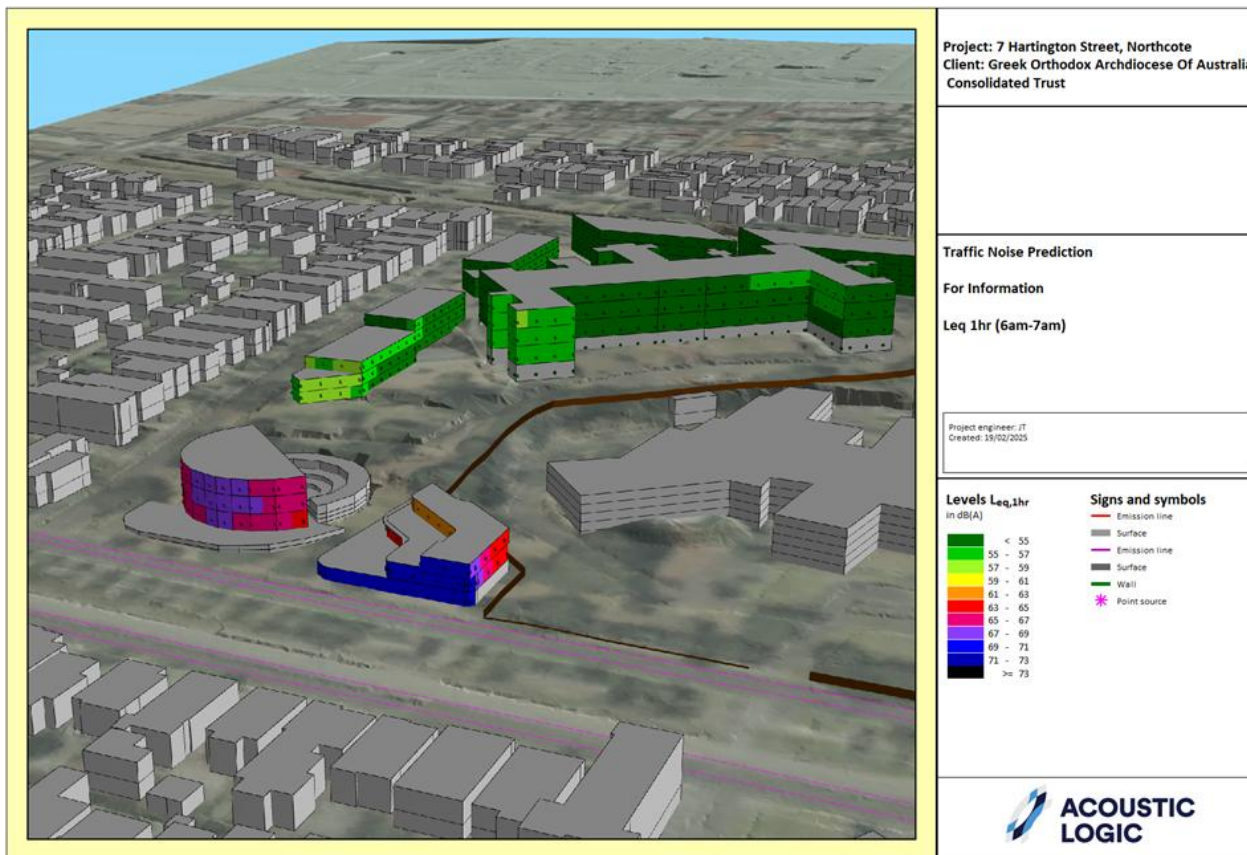 Project: 7 Hartington Street, Northcote
Client: Greek Orthodox Archdiocese Of Australia
Consolidated Trust
Traffic Noise Prediction
For Information
Leq 1hr (6am-7am)
Project engineer: JT
Created: 19/02/2025
Levels Leq,1hr
in dB(A)
< 55
55 - 57
57 - 59
59 - 61
61 - 63
63 - 65
65 - 67
67 - 69
69 - 71
71 - 73
>= 73
Signs and symbols
Emission line
Surface
Emission line
Surface
Wall
Point source
ACOUSTIC
LOGIC